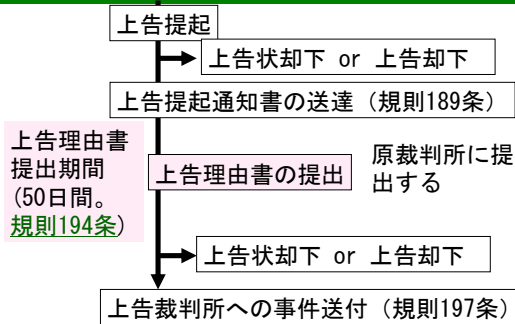 上告提起
上告状却下 or 上告却下
上告提起通知書の送達（規則189条）
上告理由書
提出期間
(50日間。
規則194条)
上告理由書の提出
原裁判所に提
出する
上告状却下 or 上告却下
上告裁判所への事件送付（規則197条）